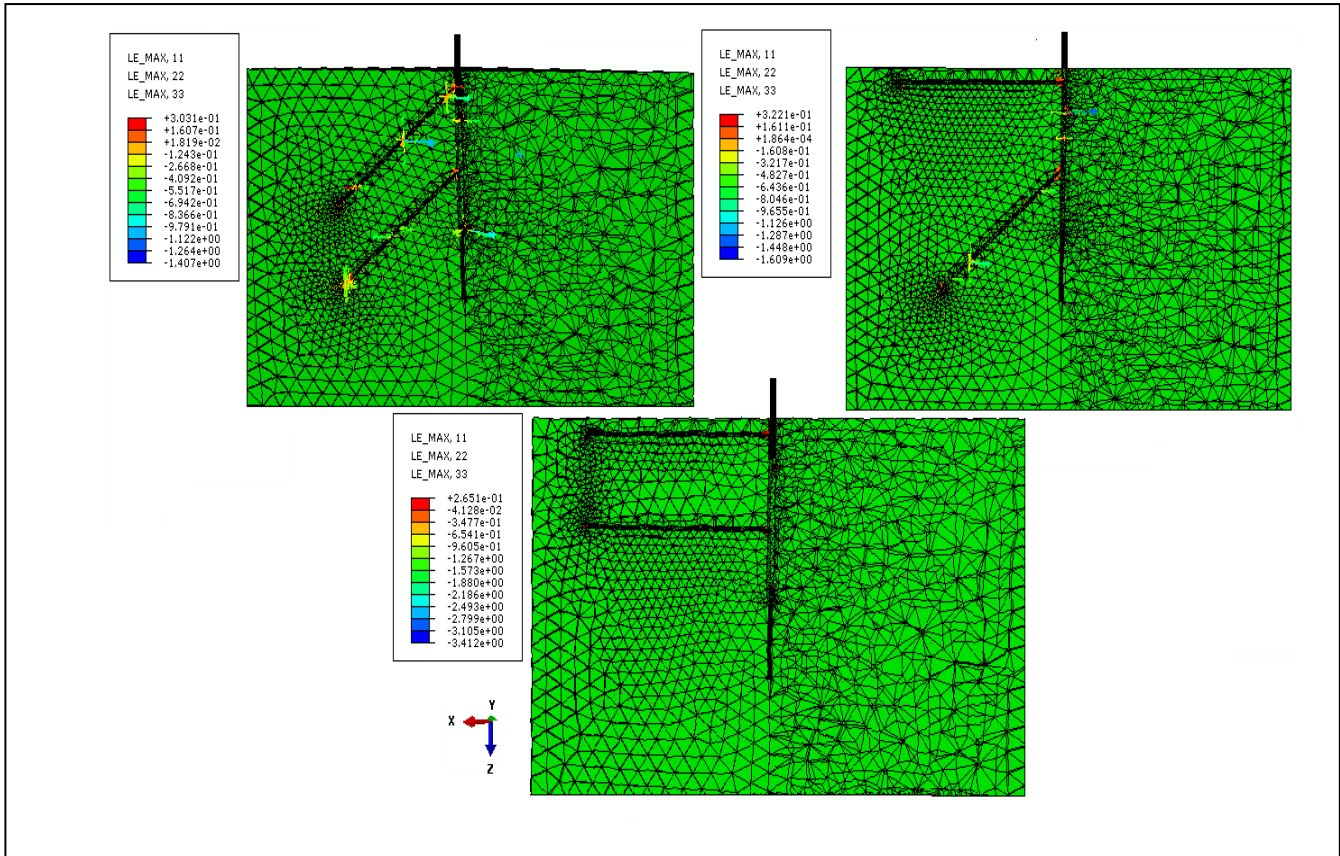 LE_MAX, 11
LE_MAX, 22
LE_MAX, 33
+3.031e-01
+1.607e-01
+1.819e-02
-1.243e-01
-2.668e-01
-4.092e-01
-5.517e-01
-6.942e-01
-8.366e-01
-9.791e-01
-1.122e+00
-1.264e+00
-1.407e+00
LE_MAX, 11
LE_MAX, 22
LE_MAX, 33
+3.221e-01
+1.611e-01
+1.864e-04
-1.608e-01
-3.217e-01
-4.827e-01
-6.436e-01
-8.046e-01
-9.655e-01
-1.126e+00
-1.287e+00
-1.448e+00
-1.609e+00
LE_MAX, 11
LE_MAX, 22
LE_MAX, 33
+2.651e-01
-4.128e-02
-3.477e-01
-6.541e-01
-9.605e-01
-1.267e+00
-1.573e+00
-1.880e+00
-2.186e+00
-2.493e+00
-2.799e+00
-3.105e+00
-3.412e+00
Y
X
Z